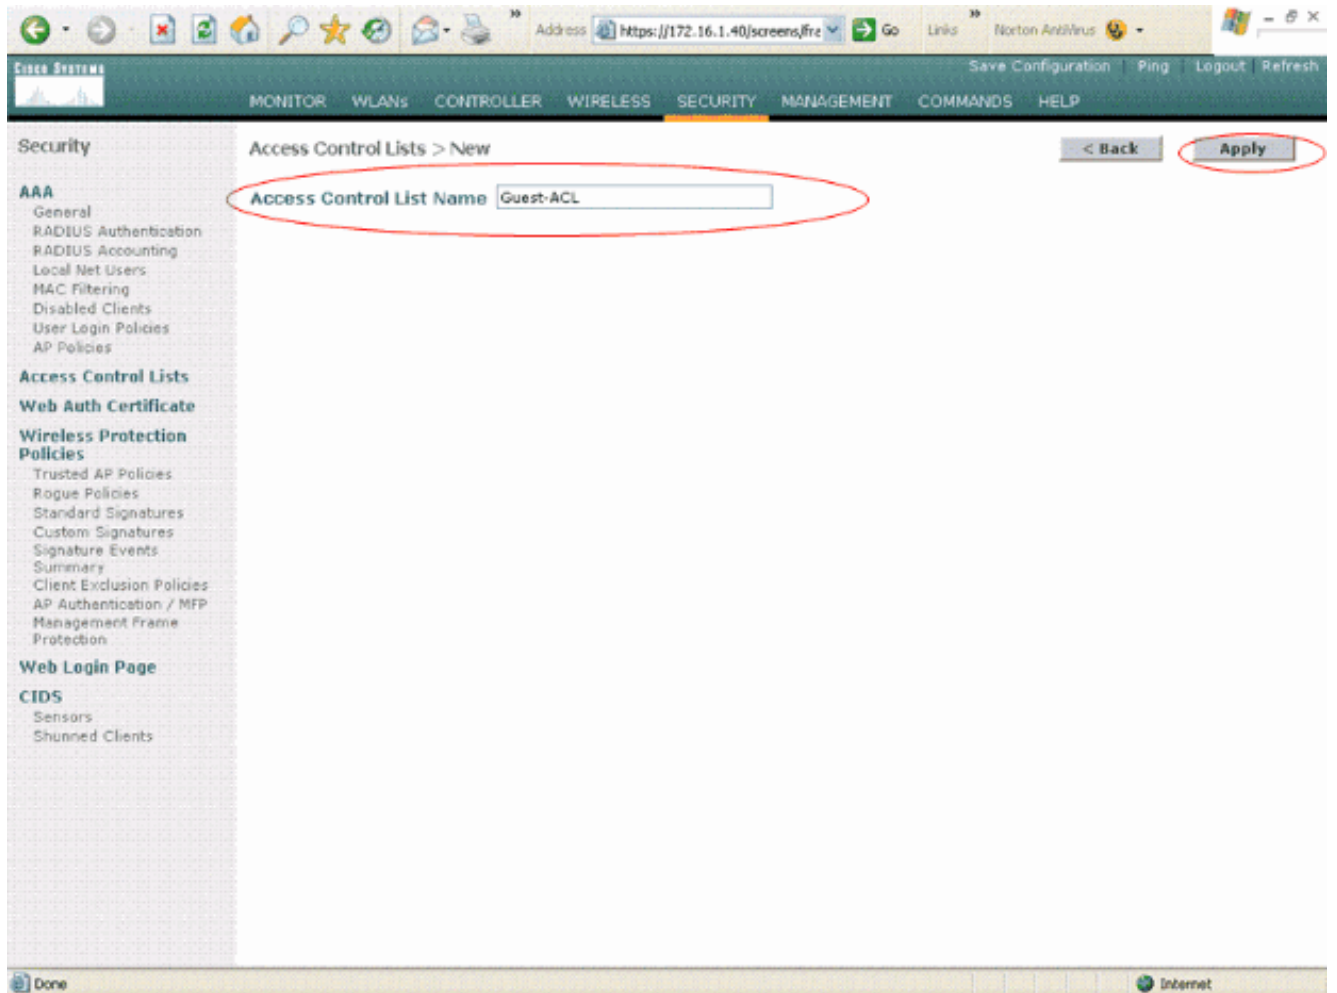 Address https://172.16.1.40/screens/fra Go Links Norton AntiVirus
CISCO SYSTEMS
Save Configuration Ping Logout Refresh
MONITOR WLANs CONTROLLER WIRELESS SECURITY MANAGEMENT COMMANDS HELP
Security
Access Control Lists > New
< Back
Apply
Access Control List Name Guest-ACL
AAA
General
RADIUS Authentication
RADIUS Accounting
Local Net Users
MAC Filtering
Disabled Clients
User Login Policies
AP Policies
Access Control Lists
Web Auth Certificate
Wireless Protection
Policies
Trusted AP Policies
Rogue Policies
Standard Signatures
Custom Signatures
Signature Events
Summary
Client Exclusion Policies
AP Authentication / MFP
Management Frame
Protection
Web Login Page
CIDS
Sensors
Shunned Clients
Done
Internet